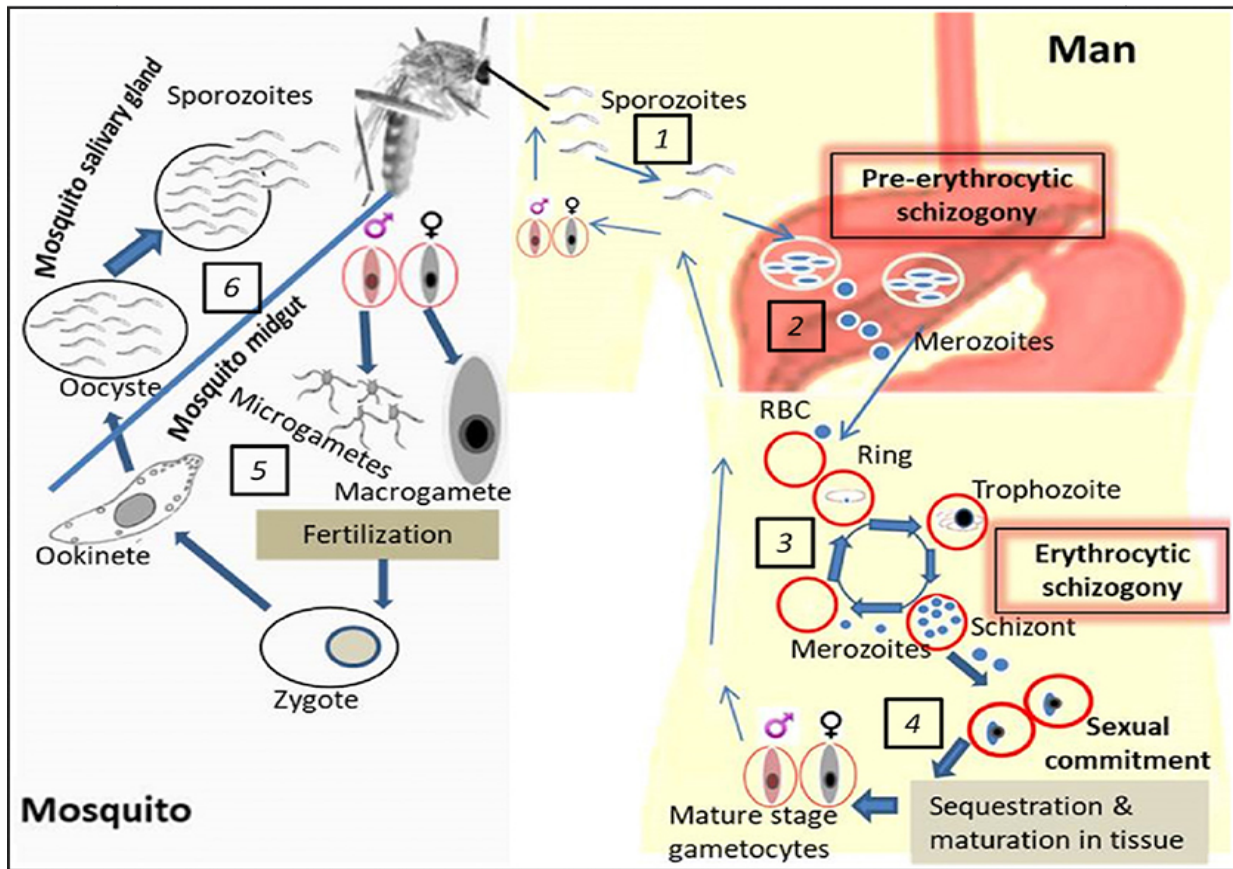 Man
Sporozoites
Mosquito salivary gland
Sporozoites
1
Pre-erythrocytic
schizogony
6
2
Merozoites
Oocyste
Mosquito midgut
Microgametes
5
Macrogamete
Ookinete
Fertilization
Zygote
RBC
Ring
Trophozoite
3
Erythrocytic
schizogony
Merozoites
Schizont
4
Sexual
commitment
Mature stage
gametocytes
Sequestration &
maturation in tissue
Mosquito